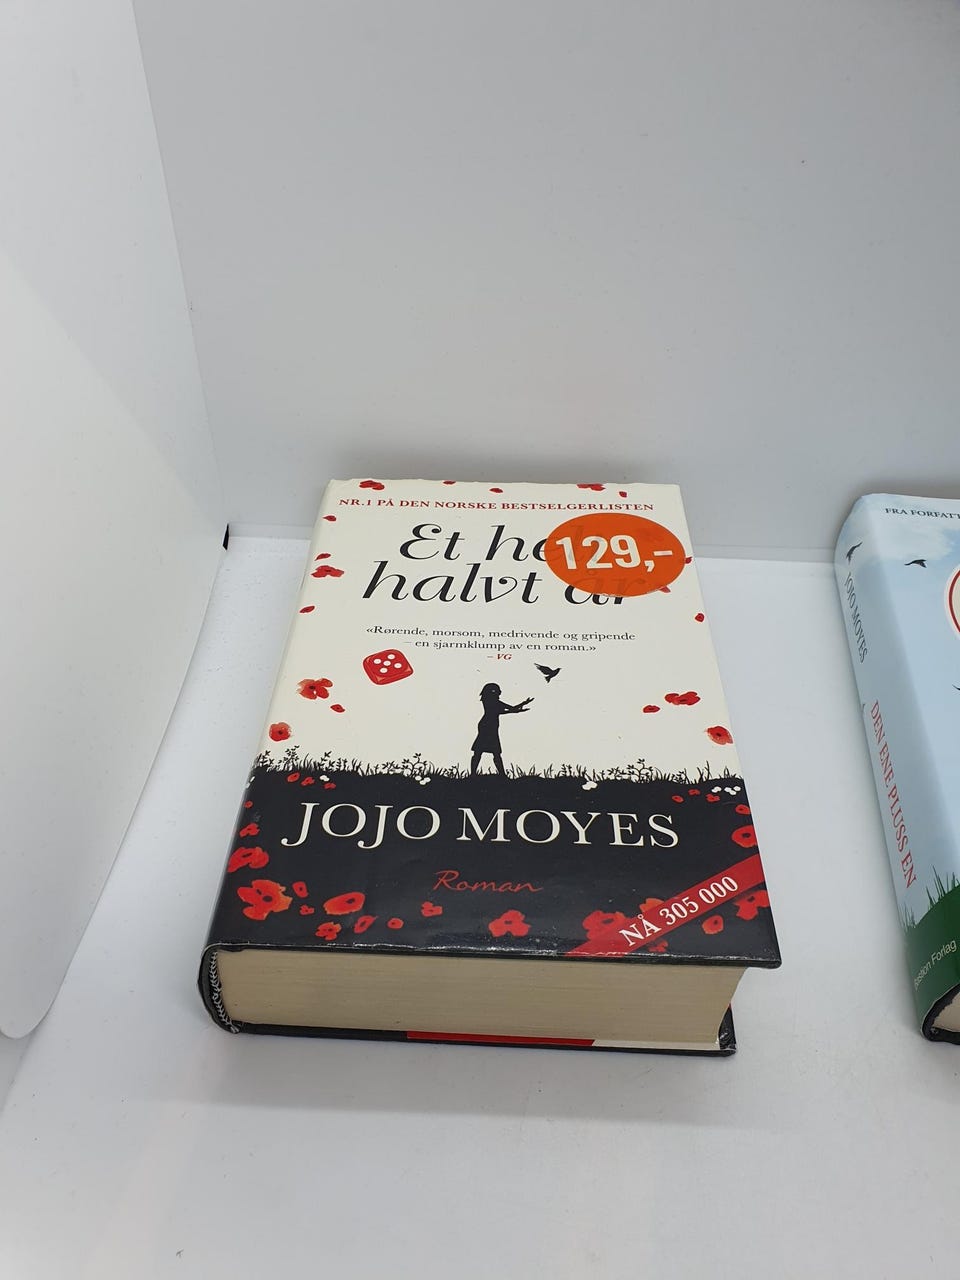 NR.1 PÅ DEN NORSKE BESTSELGERLISTEN
Et
129,-
halvt år
«Rørende, morsom, medrivende og gripende
– en sjarmklump av en roman.»
– VG
JOJO MOYES
Roman
NÅ 305 000
JOJO MOYES
DEN ENE PLUSS EN
Forlag